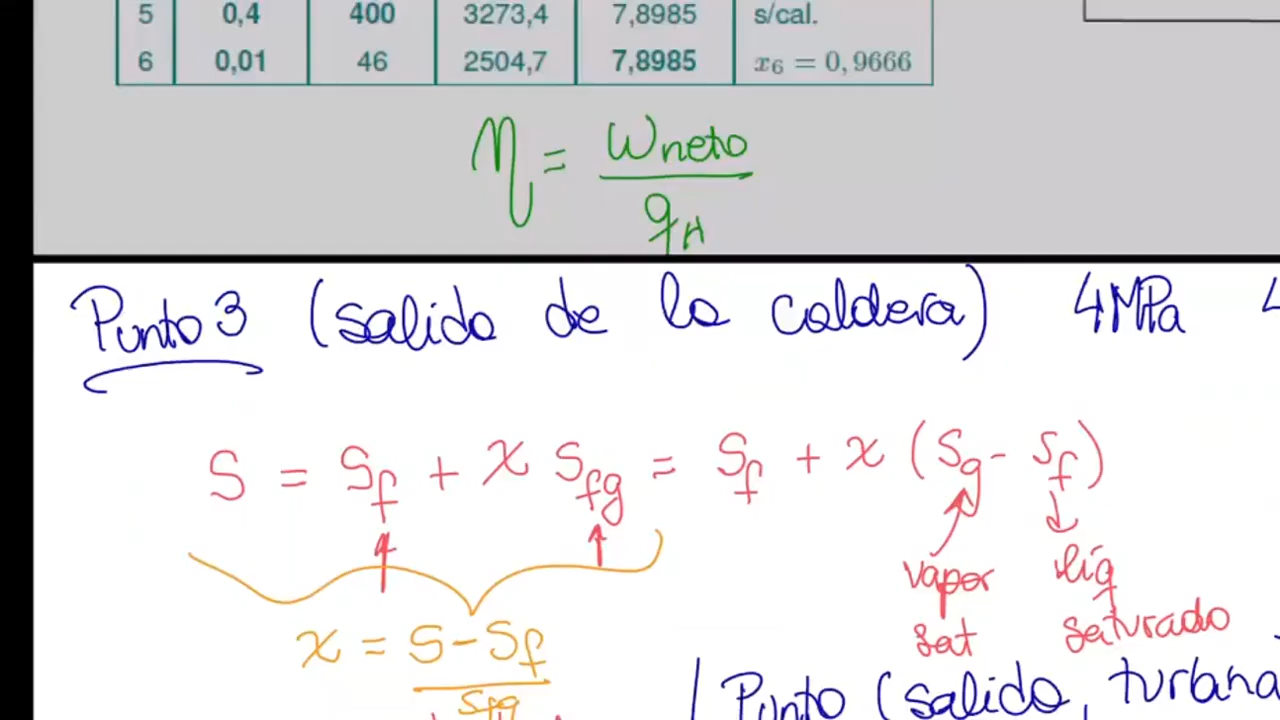 5 0,4 400 3273,4 7,8985 s/cal.
6 0,01 46 2504,7 7,8985 x₆ = 0,9666
η = wneto / qH
Punto 3 (salida de la caldera) 4MPa 4
S = Sf + x Sfg = Sf + x (Sg - Sf)
vapor sat
líq saturado
x = S - Sf / Sfg
Punto (salida, turbina